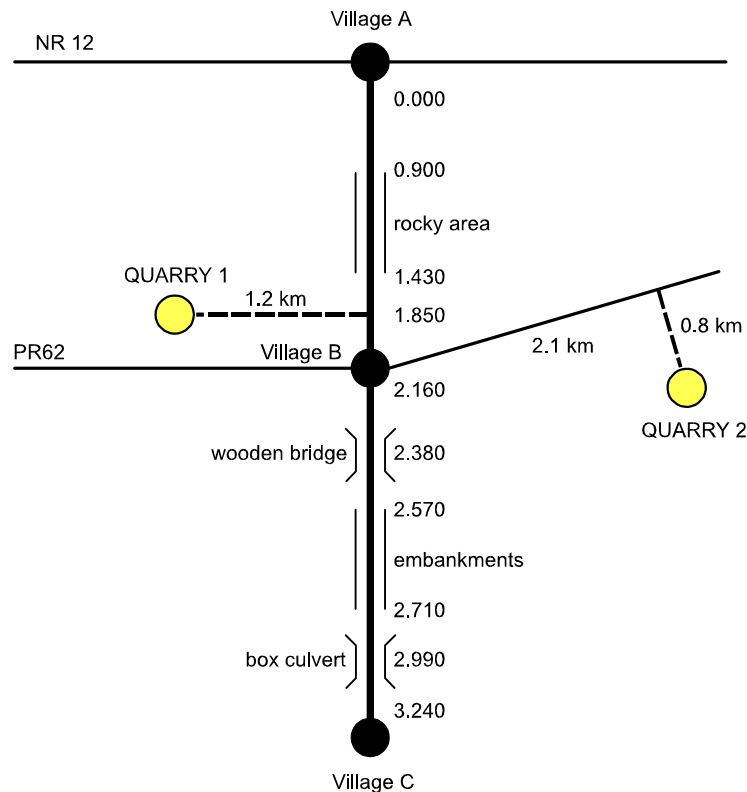 Village A
NR 12
0.000
0.900
rocky area
QUARRY 1
1.430
1.2 km
1.850
0.8 km
PR62
Village B
2.1 km
2.160
QUARRY 2
wooden bridge
2.380
2.570
embankments
2.710
box culvert
2.990
3.240
Village C